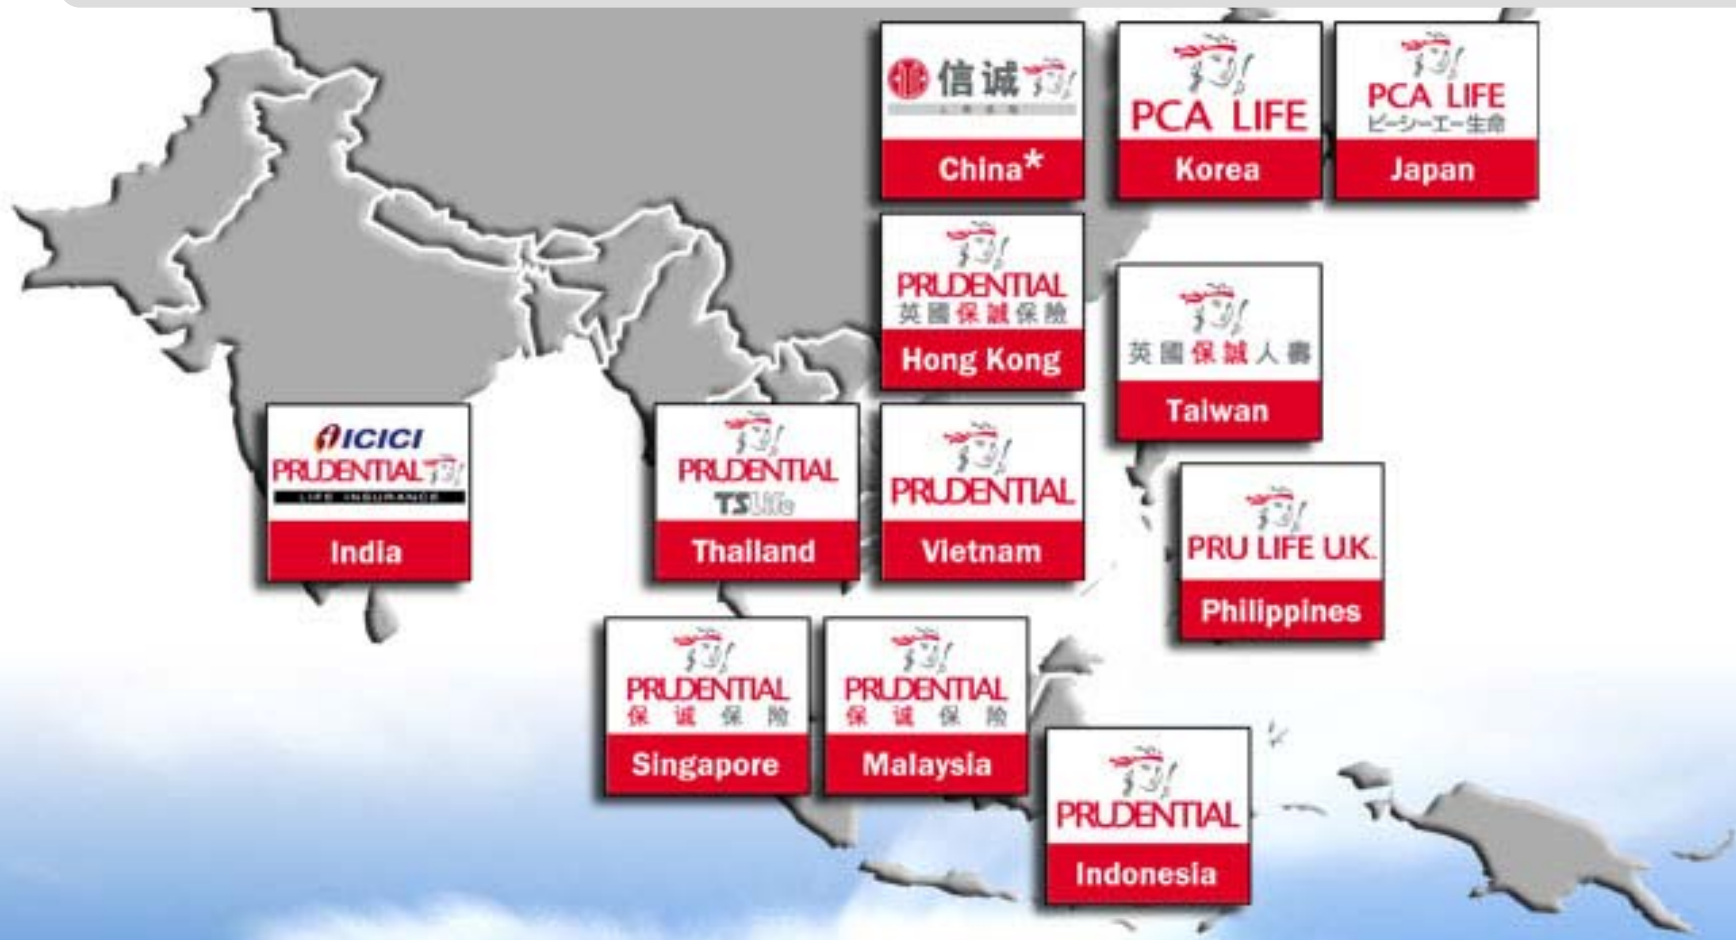 信诚
China*
PCA LIFE
Korea
PCA LIFE
ピーシーエー生命
Japan
PRUDENTIAL
英國保誠保險
Hong Kong
英國保誠人壽
Taiwan
ICICI
PRUDENTIAL
LIFE INSURANCE
India
PRUDENTIAL
TSLife
Thailand
PRUDENTIAL
Vietnam
PRU LIFE U.K.
Philippines
PRUDENTIAL
保诚保险
Singapore
PRUDENTIAL
保诚保险
Malaysia
PRUDENTIAL
Indonesia